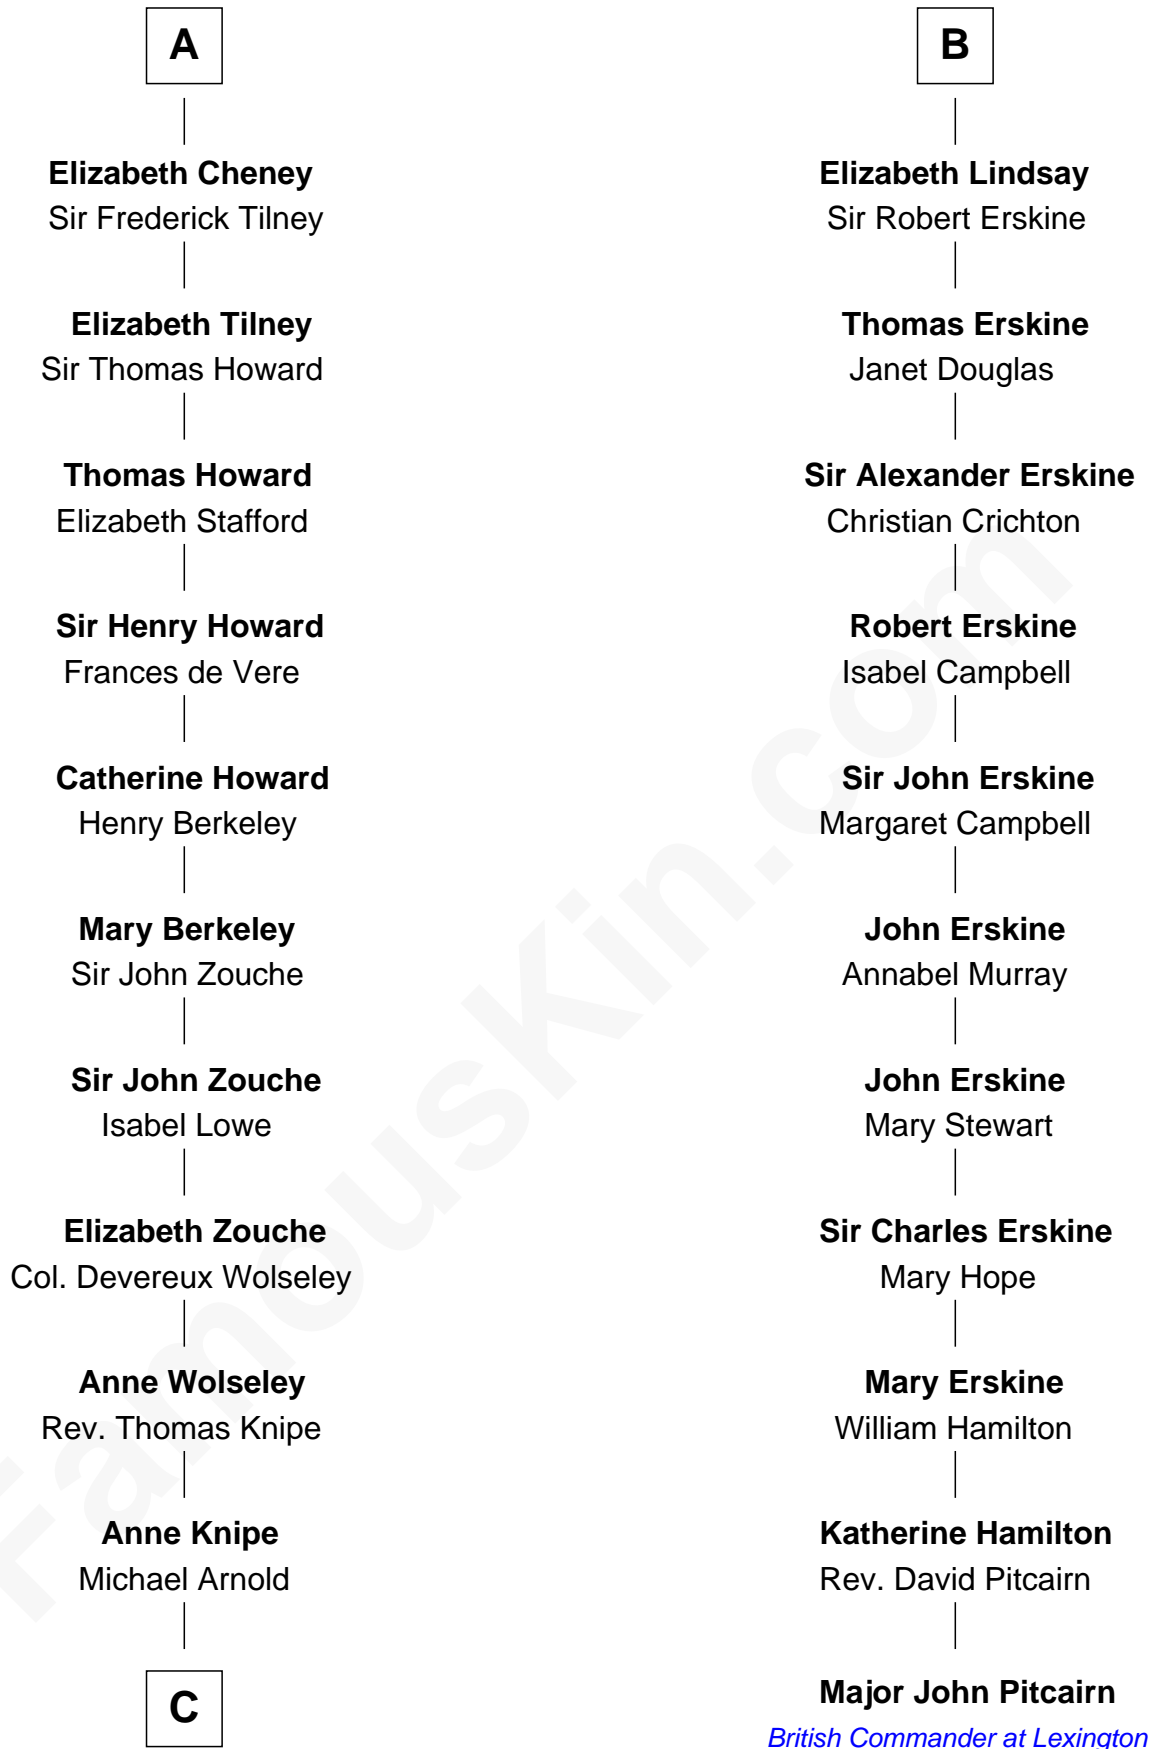 A
Elizabeth Cheney
Sir Frederick Tilney
Elizabeth Tilney
Sir Thomas Howard
Thomas Howard
Elizabeth Stafford
Sir Henry Howard
Frances de Vere
Catherine Howard
Henry Berkeley
Mary Berkeley
Sir John Zouche
Sir John Zouche
Isabel Lowe
Elizabeth Zouche
Col. Devereux Wolseley
Anne Wolseley
Rev. Thomas Knipe
Anne Knipe
Michael Arnold
C
B
Elizabeth Lindsay
Sir Robert Erskine
Thomas Erskine
Janet Douglas
Sir Alexander Erskine
Christian Crichton
Robert Erskine
Isabel Campbell
Sir John Erskine
Margaret Campbell
John Erskine
Annabel Murray
John Erskine
Mary Stewart
Sir Charles Erskine
Mary Hope
Mary Erskine
William Hamilton
Katherine Hamilton
Rev. David Pitcairn
Major John Pitcairn
British Commander at Lexington
FamousKin.com